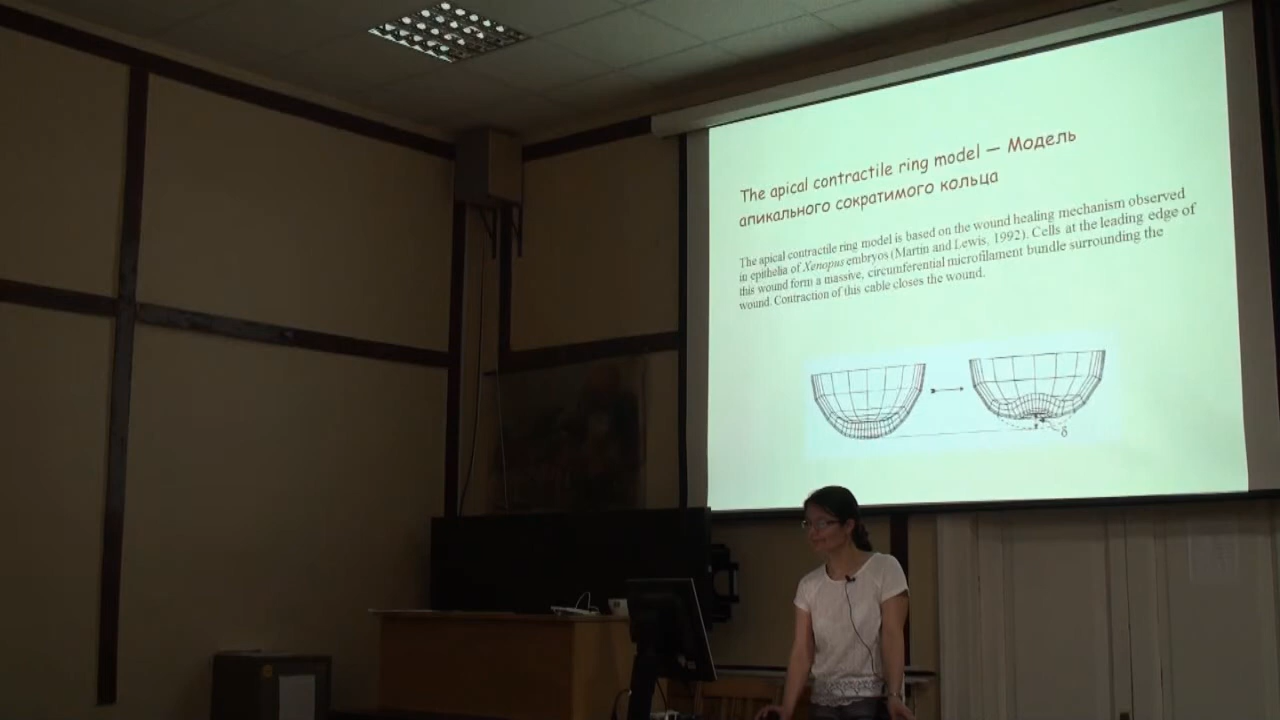 The apical contractile ring model — Модель
апикального сократимого кольца
The apical contractile ring model is based on the wound healing mechanism observed
in epithelia of Xenopus embryos (Martin and Lewis, 1992). Cells at the leading edge of
this wound form a massive, circumferential microfilament bundle surrounding the
wound. Contraction of this cable closes the wound.
δ